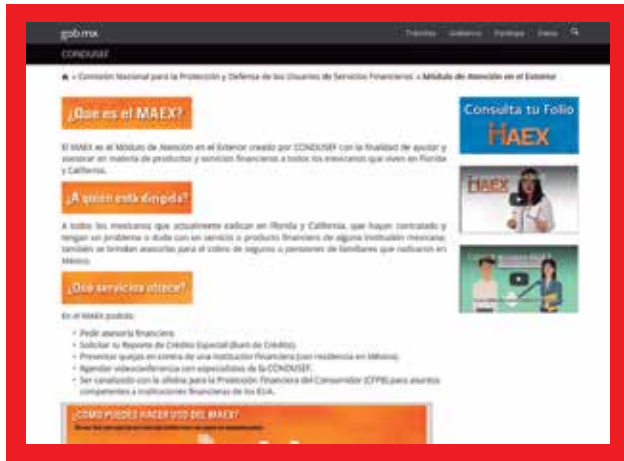 gob.mx
Trámites Gobierno Participa Datos
CONDUSEF
» Comisión Nacional para la Protección y Defensa de los Usuarios de Servicios Financieros » Módulo de Atención en el Exterior
¿Qué es el MAEX?
El MAEX es el Módulo de Atención en el Exterior creado por CONDUSEF con la finalidad de ayudar y
asesorar en materia de productos y servicios financieros a todos los mexicanos que viven en Florida
y California.
¿A quién está dirigido?
A todos los mexicanos que actualmente radican en Florida y California, que hayan contratado y
tengan un problema o duda con un servicio o producto financiero de alguna institución mexicana;
también se brindan asesorías para el cobro de seguros o pensiones de familiares que radicaron en
México.
¿Qué servicios ofrece?
En el MAEX podrás:
• Pedir asesoría financiera.
• Solicitar tu Reporte de Crédito Especial (Buró de Crédito).
• Presentar quejas en contra de una institución financiera (con residencia en México).
• Agendar videoconferencia con especialistas de la CONDUSEF.
• Ser canalizado con la oficina para la Protección Financiera del Consumidor (CFPB) para asuntos
competentes a instituciones financieras de los EUA.
¿CÓMO PUEDES HACER USO DEL MAEX?
Consulta tu Folio
MAEX
MAEX